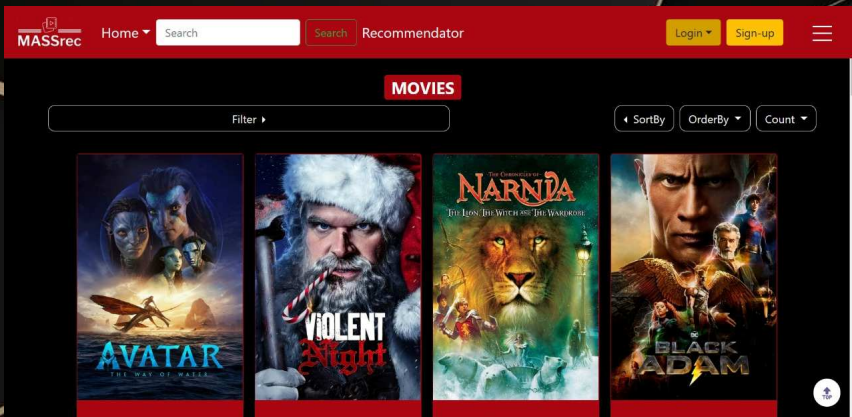 MASSrec
Home
Search
Search
Recommendator
Login
Sign-up
MOVIES
Filter
SortBy
OrderBy
Count
AVATAR
THE WAY OF WATER
VIOLENT
Night
THE CHRONICLES OF
NARNIA
THE LION, THE WITCH AND THE WARDROBE
DC
BLACK
ADAM
TOP